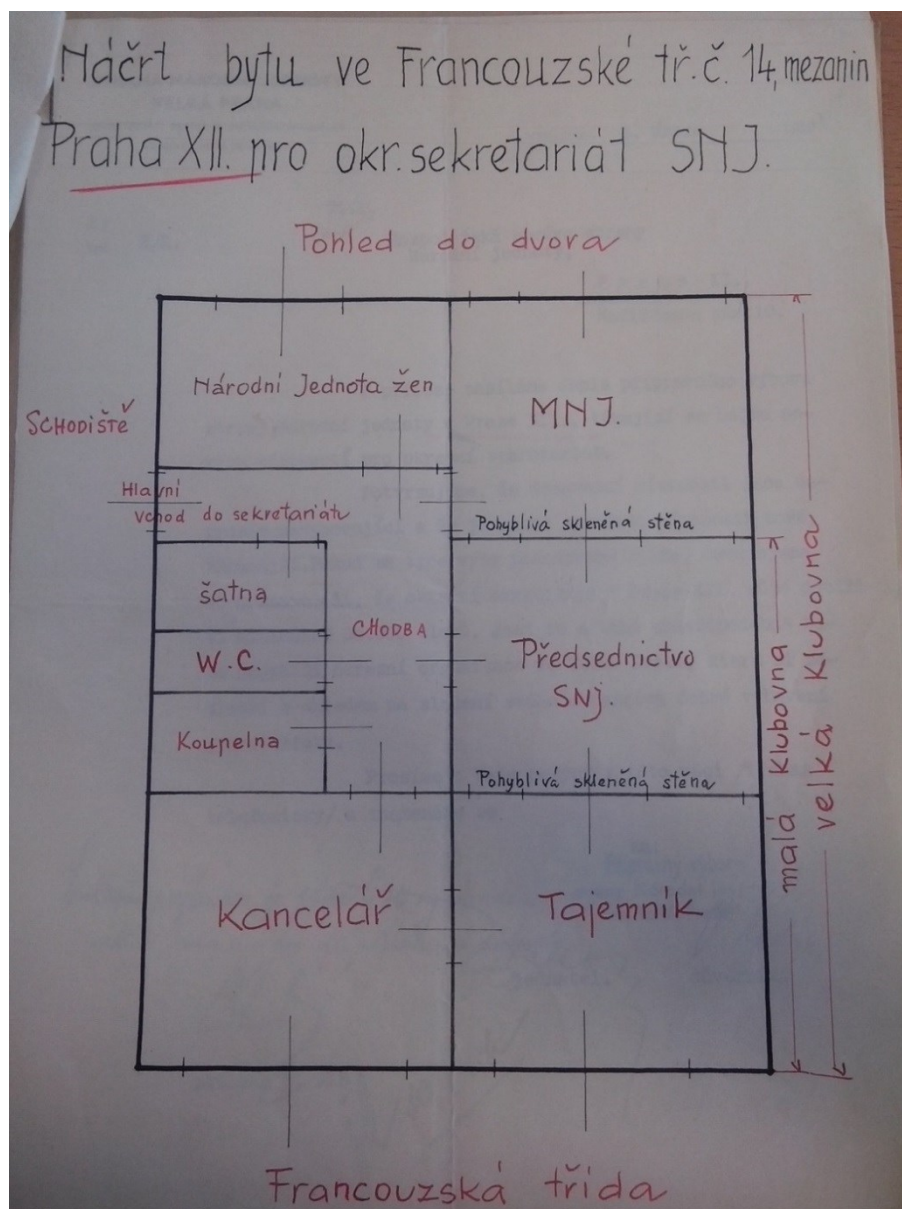 Náčrt bytu ve Francouzské tř.č. 14, mezanin
Praha XII. pro okr. sekretariát SNJ.
Pohled do dvora
Národní Jednota žen
MNJ.
SCHODIŠTĚ
Hlavní
vchod do sekretariátu
Pohyblivá skleněná stěna
šatna
CHODBA
W.C.
Předsednictvo
SNj.
Koupelna
Pohyblivá skleněná stěna
malá Klubovna
velká Klubovna
Kancelář
Tajemník
Francouzská třída